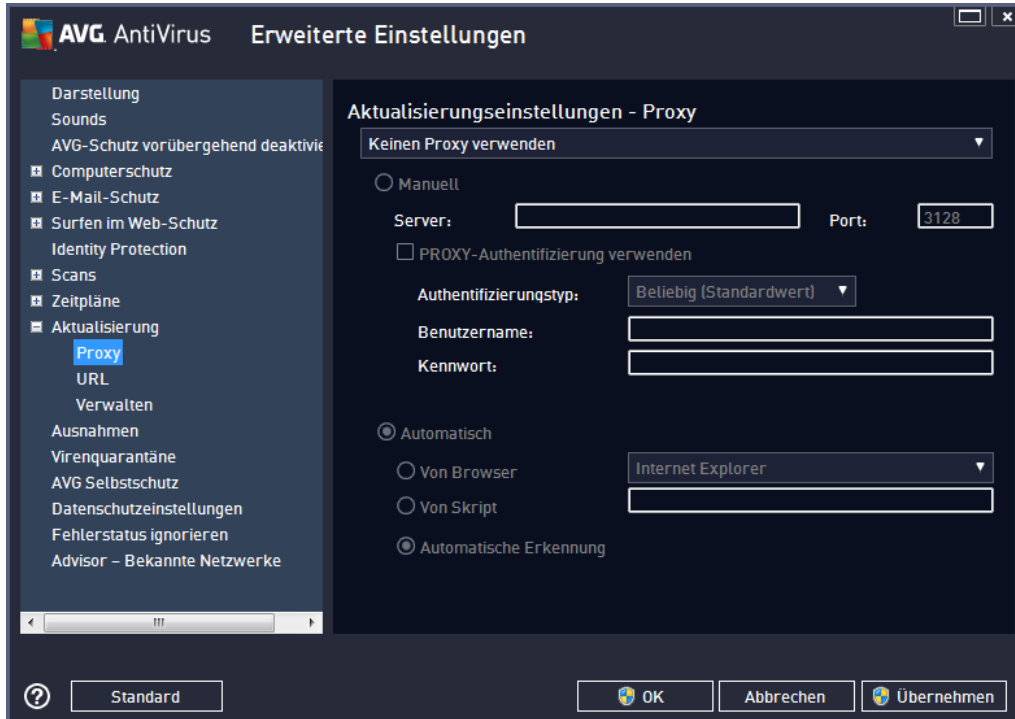 AVG AntiVirus Erweiterte Einstellungen
Darstellung
Sounds
AVG-Schutz vorübergehend deaktivie
Computerschutz
E-Mail-Schutz
Surfen im Web-Schutz
Identity Protection
Scans
Zeitpläne
Aktualisierung
Proxy
URL
Verwalten
Ausnahmen
Virenquarantäne
AVG Selbstschutz
Datenschutzeinstellungen
Fehlerstatus ignorieren
Advisor – Bekannte Netzwerke
Aktualisierungseinstellungen - Proxy
Keinen Proxy verwenden
Manuell
Server: Port: 3128
PROXY-Authentifizierung verwenden
Authentifizierungstyp: Beliebig (Standardwert)
Benutzername:
Kennwort:
Automatisch
Von Browser Internet Explorer
Von Skript
Automatische Erkennung
Standard OK Abbrechen Übernehmen